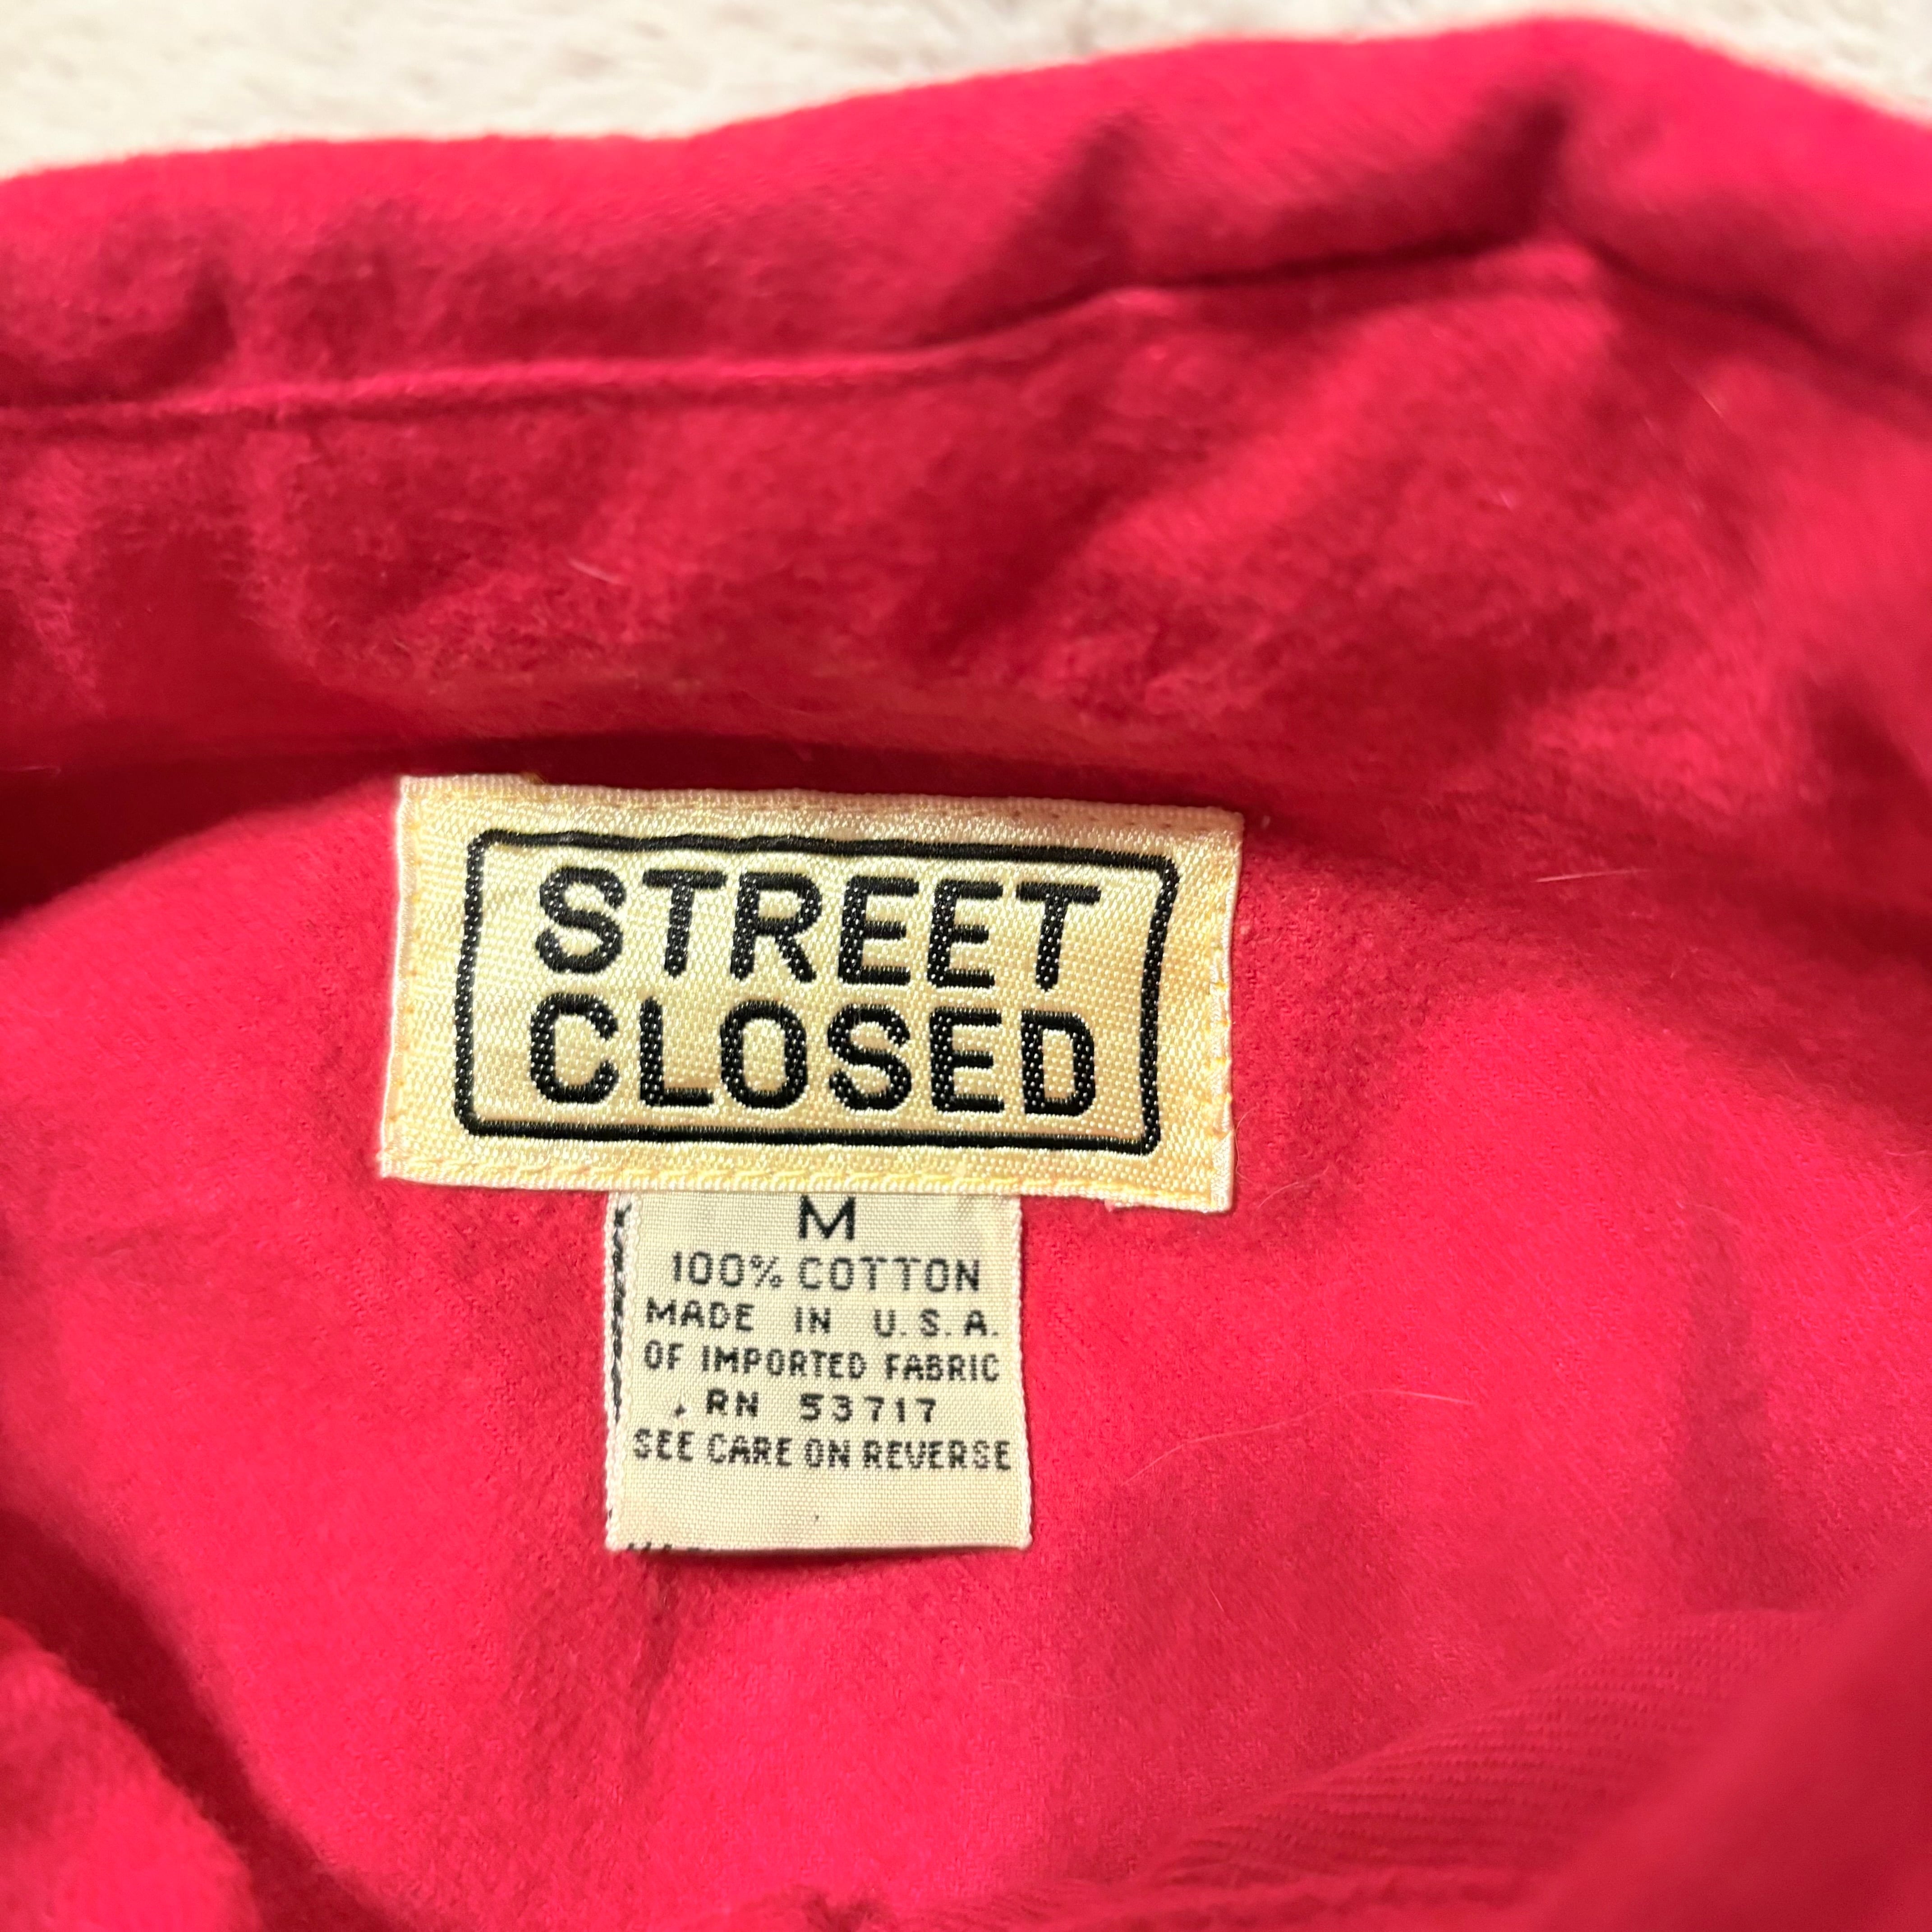 STREET
CLOSED
M
100% COTTON
MADE IN U.S.A.
OF IMPORTED FABRIC
RN 53717
SEE CARE ON REVERSE